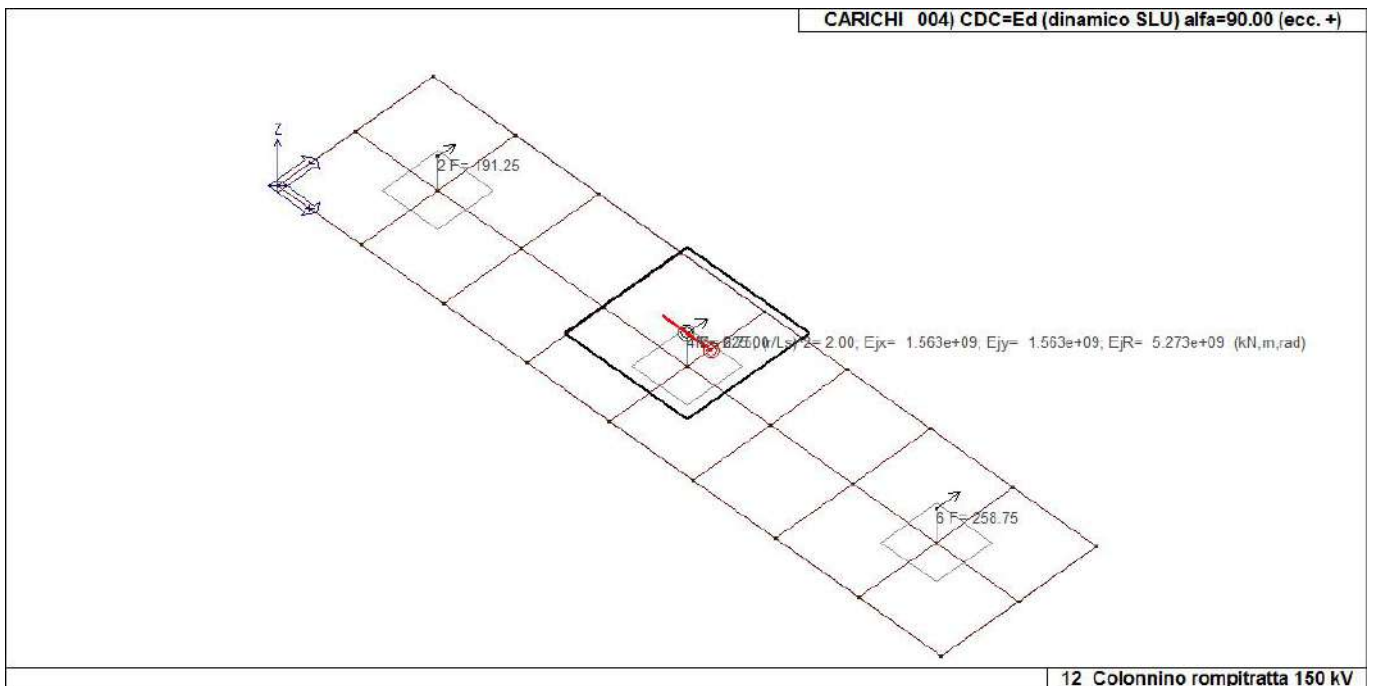 CARICHI 004) CDC=Ed (dinamico SLU) alfa=90.00 (ecc. +)
Z
2 F= 191.25
2= 2.00; Ejx= 1.563e+09; Ejy= 1.563e+09; EjR= 5.273e+09 (kN,m,rad)
6 F= 258.75
12 Colonnino rompitratta 150 kV